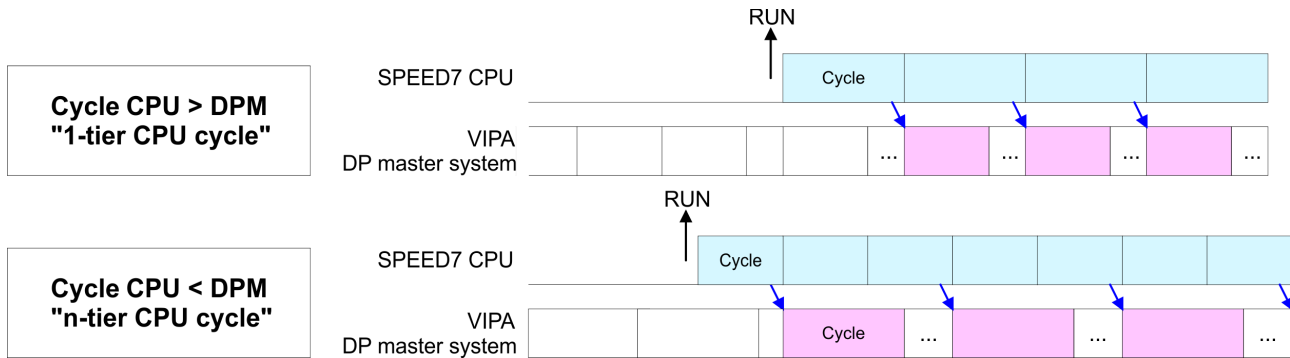 RUN
SPEED7 CPU
Cycle
Cycle CPU > DPM
"1-tier CPU cycle"
VIPA
DP master system
... ... ... ...
RUN
SPEED7 CPU
Cycle
Cycle CPU < DPM
"n-tier CPU cycle"
VIPA
DP master system
Cycle ... ... ...